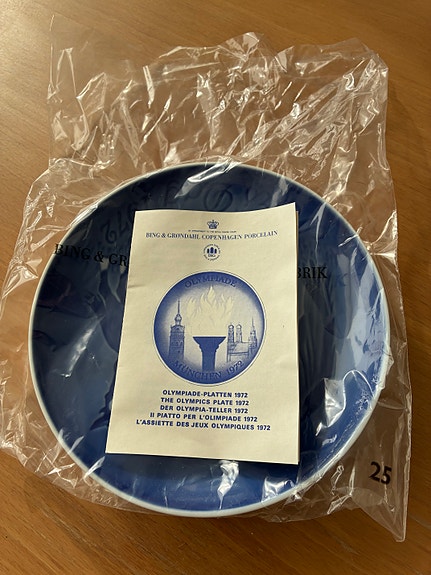 BING & GRØNDAHL COPENHAGEN PORCELAIN
B&G
OLYMPIADE
MÜNCHEN 1972
OLYMPIADE-PLATTEN 1972
THE OLYMPICS PLATE 1972
DER OLYMPIA-TELLER 1972
Il PIATTO PER L'OLIMPIADE 1972
L'ASSIETTE DES JEUX OLYMPIQUES 1972
BING & GR
BRIK
25